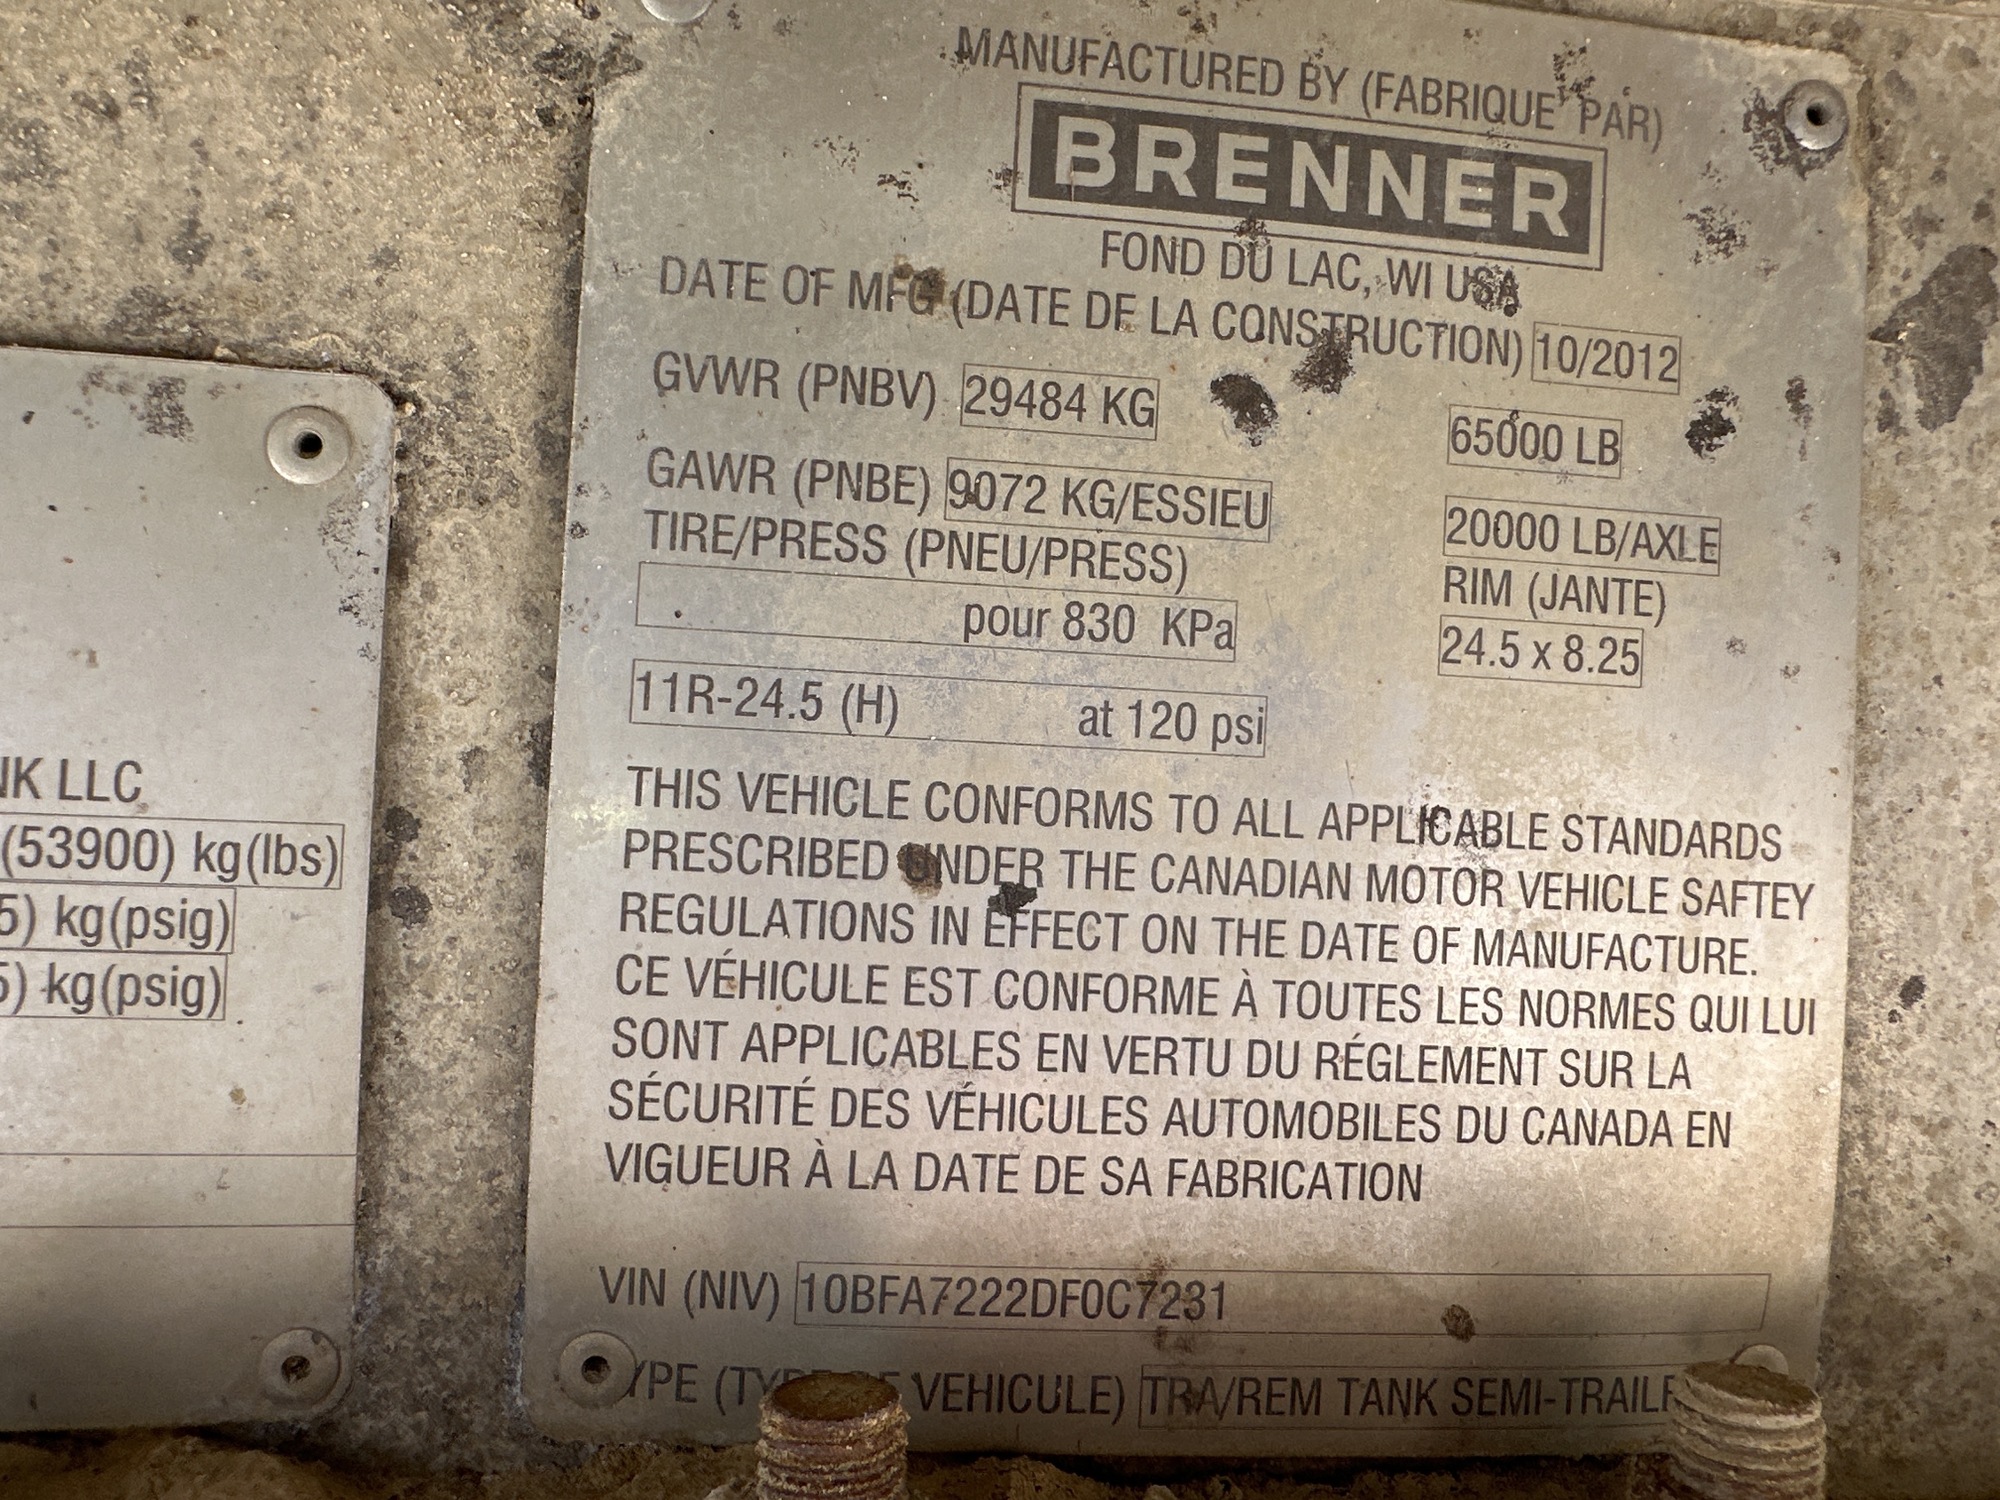 MANUFACTURED BY (FABRIQUE' PAR)
BRENNER
FOND DU LAC, WI USA
DATE OF MFG (DATE DE LA CONSTRUCTION) 10/2012
GVWR (PNBV) 29484 KG 65000 LB
GAWR (PNBE) 9072 KG/ESSIEU 20000 LB/AXLE
TIRE/PRESS (PNEU/PRESS) RIM (JANTE)
pour 830 KPa 24.5 x 8.25
11R-24.5 (H) at 120 psi
THIS VEHICLE CONFORMS TO ALL APPLICABLE STANDARDS
PRESCRIBED UNDER THE CANADIAN MOTOR VEHICLE SAFTEY
REGULATIONS IN EFFECT ON THE DATE OF MANUFACTURE.
CE VÉHICULE EST CONFORME À TOUTES LES NORMES QUI LUI
SONT APPLICABLES EN VERTU DU RÉGLEMENT SUR LA
SÉCURITÉ DES VÉHICULES AUTOMOBILES DU CANADA EN
VIGUEUR À LA DATE DE SA FABRICATION
VIN (NIV) 10BFA7222DF0C7231
VEHICULE) TRA/REM TANK SEMI-TRAILE
LLC
(53900) kg(lbs)
5) kg(psig)
5) kg(psig)